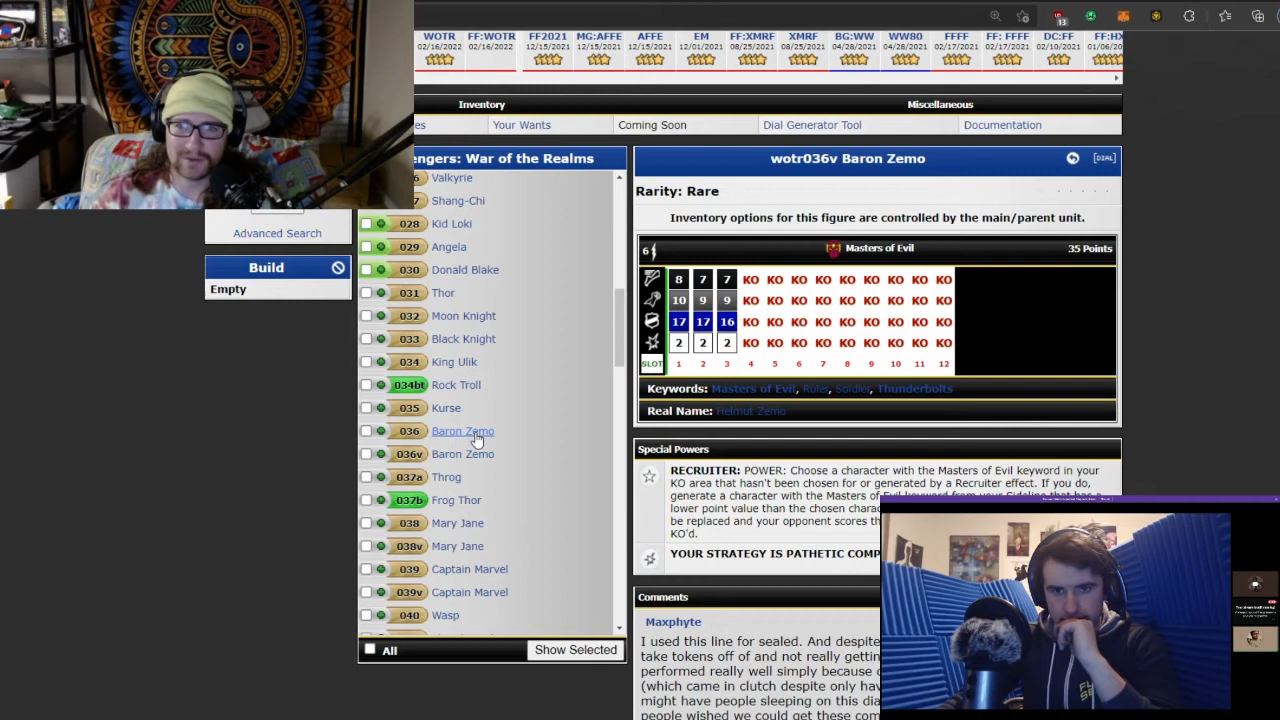 WOTR FF:WOTR FF2021 MG:AFFE AFFE EM FF:XMRF XMRF BG:WW WW80 FFFF FF: FFFF DC:FF FF:HX
02/16/2022 02/16/2022 12/15/2021 12/15/2021 12/15/2021 12/01/2021 08/25/2021 08/25/2021 04/28/2021 04/28/2021 02/17/2021 02/17/2021 02/10/2021 01/06/20
Inventory Miscellaneous
es Your Wants Coming Soon Dial Generator Tool Documentation
Advanced Search
Build
Empty
engers: War of the Realms
6 Valkyrie
7 Shang-Chi
028 Kid Loki
029 Angela
030 Donald Blake
031 Thor
032 Moon Knight
033 Black Knight
034 King Ulik
034bt Rock Troll
035 Kurse
036 Baron Zemo
036v Baron Zemo
037a Throg
037b Frog Thor
038 Mary Jane
038v Mary Jane
039 Captain Marvel
039v Captain Marvel
040 Wasp
All Show Selected
wotr036v Baron Zemo [DIAL]
Rarity: Rare
Inventory options for this figure are controlled by the main/parent unit.
6 Masters of Evil 35 Points
8 7 7 KO KO KO KO KO KO KO KO KO
10 9 9 KO KO KO KO KO KO KO KO KO
17 17 16 KO KO KO KO KO KO KO KO KO
2 2 2 KO KO KO KO KO KO KO KO KO
SLOT 1 2 3 4 5 6 7 8 9 10 11 12
Keywords: Masters of Evil, Ruler, Soldier, Thunderbolts
Real Name: Helmut Zemo
Special Powers
RECRUITER: POWER: Choose a character with the Masters of Evil keyword in your
KO area that hasn't been chosen for or generated by a Recruiter effect. If you do,
generate a character with the Masters of Evil keyword from your Sideline that has a
lower point value than the chosen charac
be replaced and your opponent scores th
KO'd.
YOUR STRATEGY IS PATHETIC COMP
Comments
Maxphyte
I used this line for sealed. And despite
take tokens off of and not really gettin
performed really well simply because o
(which came in clutch despite only hav
might have people sleeping on this dia
people wished we could get these com
13